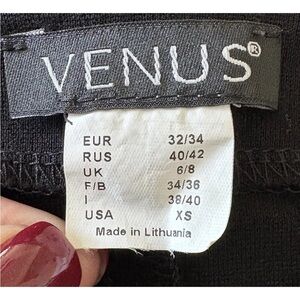 VENUS®
EUR 32/34
RUS 40/42
UK 6/8
F/B 34/36
I 38/40
USA XS
Made in Lithuania